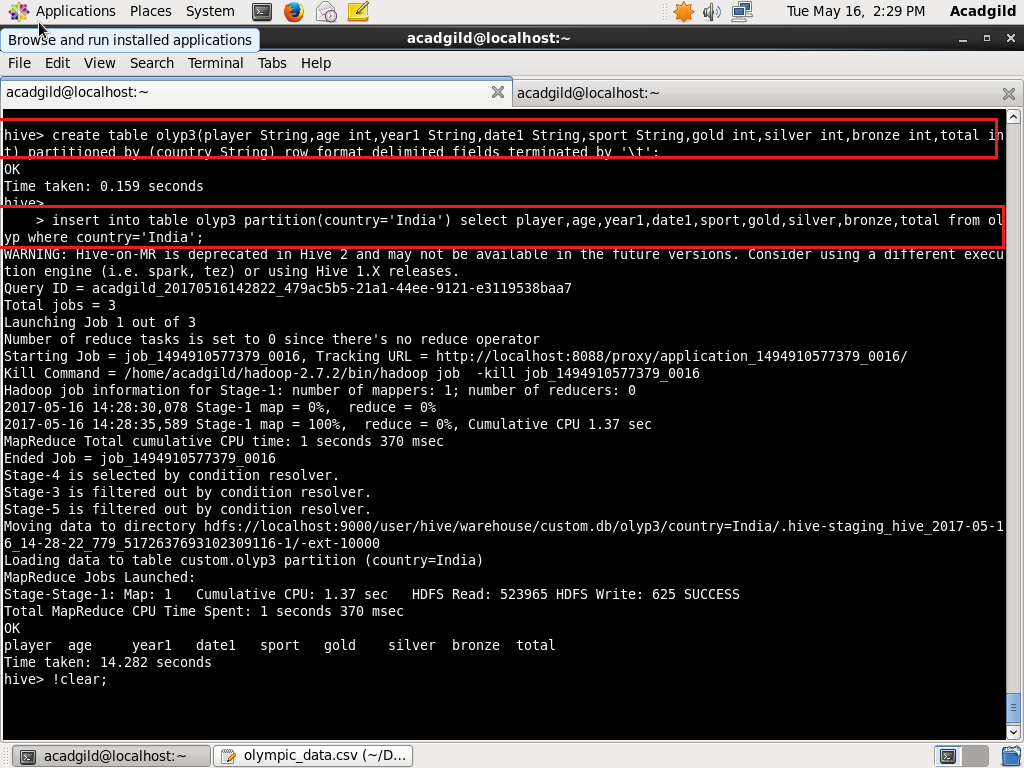 Applications Places System Tue May 16, 2:29 PM Acadgild
Browse and run installed applications
acadgild@localhost:~
File Edit View Search Terminal Tabs Help
acadgild@localhost:~ acadgild@localhost:~
hive> create table olyp3(player String,age int,year1 String,date1 String,sport String,gold int,silver int,bronze int,total in
t) partitioned by (country String) row format delimited fields terminated by '\t';
OK
Time taken: 0.159 seconds
hive>
    > insert into table olyp3 partition(country='India') select player,age,year1,date1,sport,gold,silver,bronze,total from ol
yp where country='India';
WARNING: Hive-on-MR is deprecated in Hive 2 and may not be available in the future versions. Consider using a different execu
tion engine (i.e. spark, tez) or using Hive 1.X releases.
Query ID = acadgild_20170516142822_479ac5b5-21a1-44ee-9121-e3119538baa7
Total jobs = 3
Launching Job 1 out of 3
Number of reduce tasks is set to 0 since there's no reduce operator
Starting Job = job_1494910577379_0016, Tracking URL = http://localhost:8088/proxy/application_1494910577379_0016/
Kill Command = /home/acadgild/hadoop-2.7.2/bin/hadoop job  -kill job_1494910577379_0016
Hadoop job information for Stage-1: number of mappers: 1; number of reducers: 0
2017-05-16 14:28:30,078 Stage-1 map = 0%,  reduce = 0%
2017-05-16 14:28:35,589 Stage-1 map = 100%,  reduce = 0%, Cumulative CPU 1.37 sec
MapReduce Total cumulative CPU time: 1 seconds 370 msec
Ended Job = job_1494910577379_0016
Stage-4 is selected by condition resolver.
Stage-3 is filtered out by condition resolver.
Stage-5 is filtered out by condition resolver.
Moving data to directory hdfs://localhost:9000/user/hive/warehouse/custom.db/olyp3/country=India/.hive-staging_hive_2017-05-1
6_14-28-22_779_5172637693102309116-1/-ext-10000
Loading data to table custom.olyp3 partition (country=India)
MapReduce Jobs Launched:
Stage-Stage-1: Map: 1   Cumulative CPU: 1.37 sec   HDFS Read: 523965 HDFS Write: 625 SUCCESS
Total MapReduce CPU Time Spent: 1 seconds 370 msec
OK
player  age     year1   date1   sport   gold    silver  bronze  total
Time taken: 14.282 seconds
hive> !clear;
acadgild@localhost:~ olympic_data.csv (~/D...